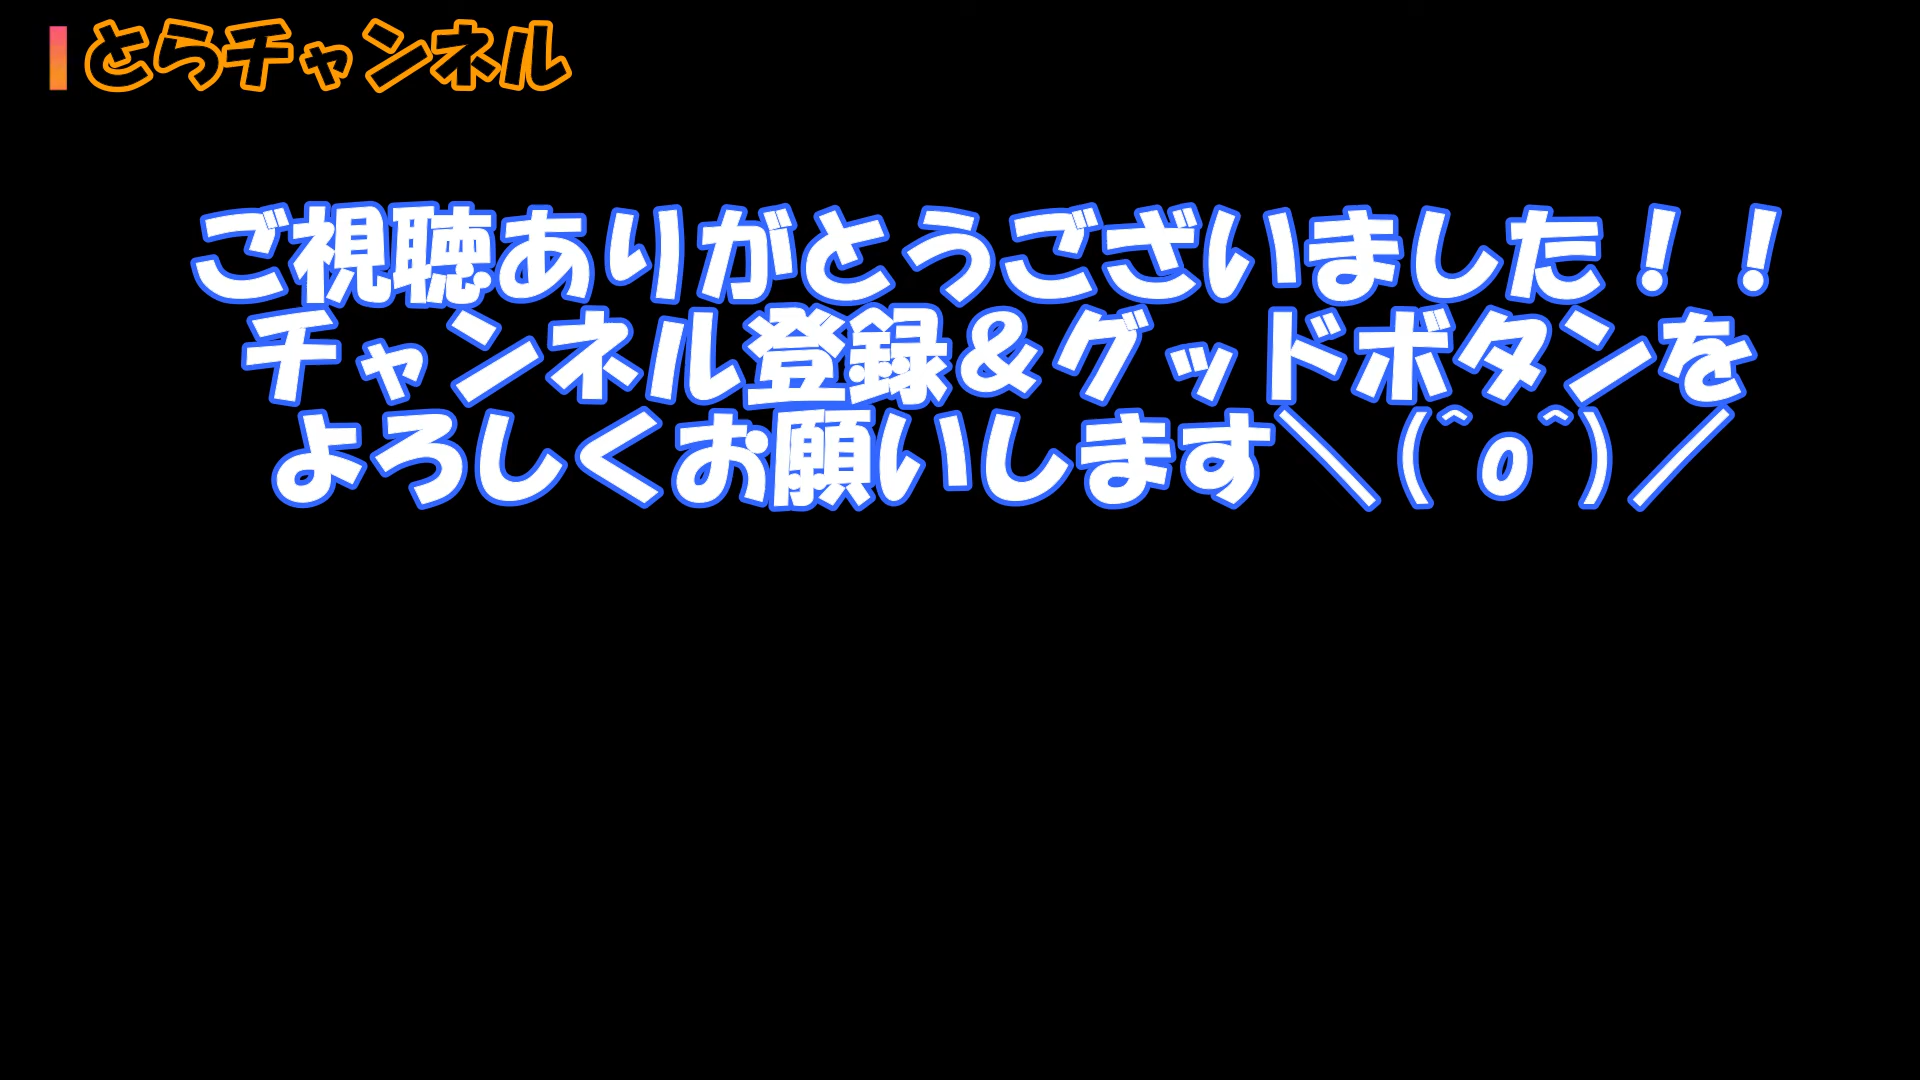 とらチャンネル
ご視聴ありがとうございました！！
チャンネル登録＆グッドボタンを
よろしくお願いします＼（＾ｏ＾）／